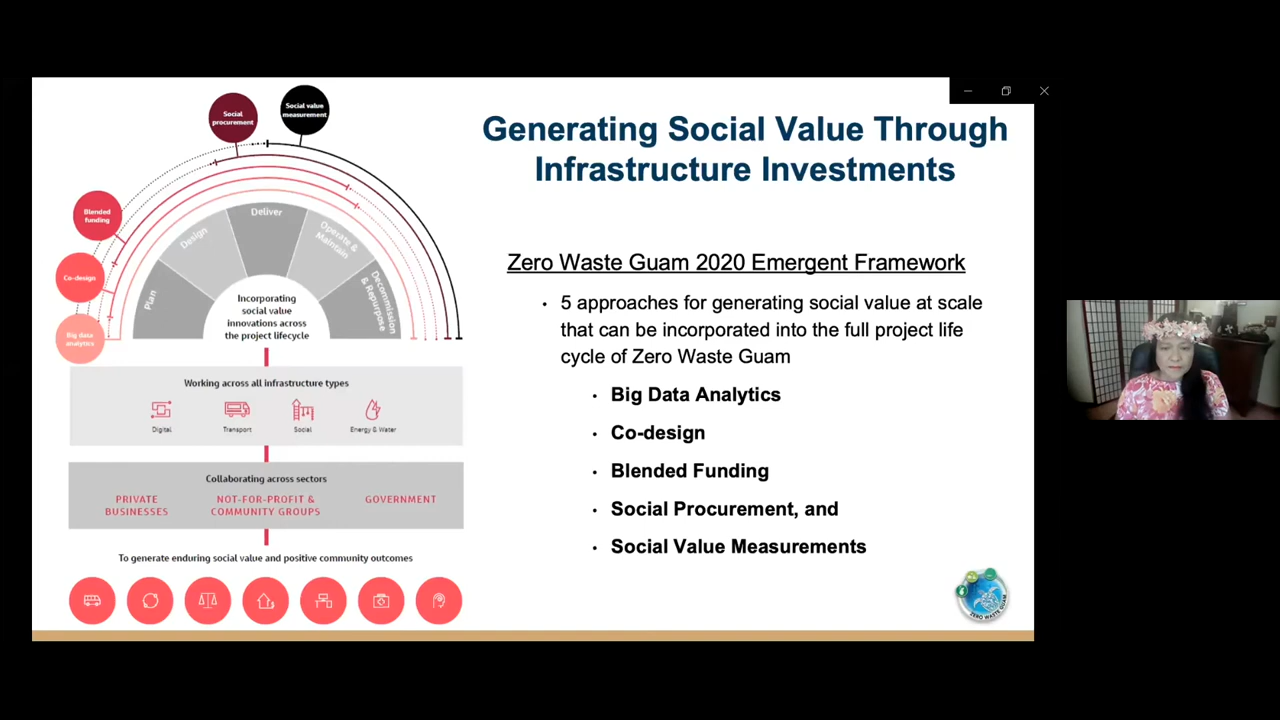 Generating Social Value Through
Infrastructure Investments
Zero Waste Guam 2020 Emergent Framework
• 5 approaches for generating social value at scale
that can be incorporated into the full project life
cycle of Zero Waste Guam
• Big Data Analytics
• Co-design
• Blended Funding
• Social Procurement, and
• Social Value Measurements
Social value
measurement
Social
procurement
Blended
funding
Co-design
Big data
analytics
Plan
Design
Deliver
Operate &
Maintain
Decommission
& Repurpose
Incorporating
social value
innovations across
the project lifecycle
Working across all infrastructure types
Digital
Transport
Social
Energy & Water
Collaborating across sectors
PRIVATE
BUSINESSES
NOT-FOR-PROFIT &
COMMUNITY GROUPS
GOVERNMENT
To generate enduring social value and positive community outcomes
ZERO WASTE GUAM